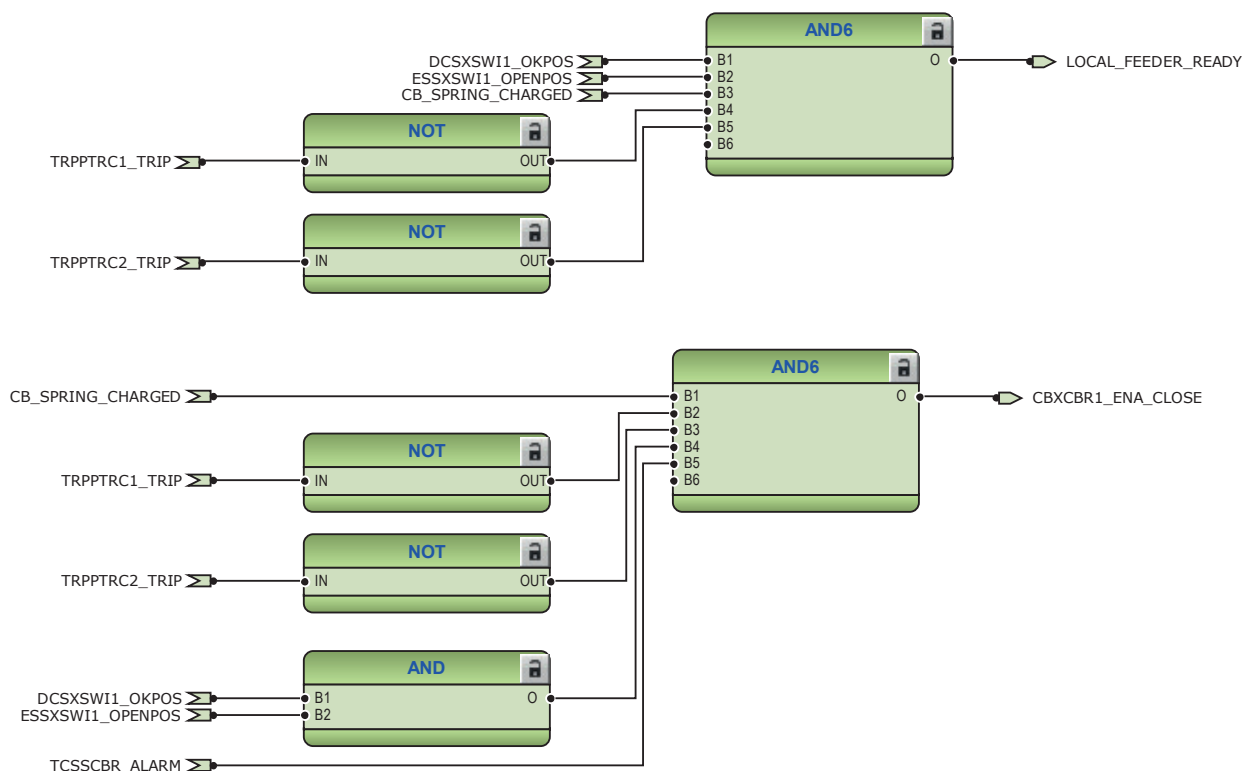 AND6
DCSXSWI1_OKPOS B1 O LOCAL_FEEDER_READY
ESSXSWI1_OPENPOS B2
CB_SPRING_CHARGED B3
B4
B5
B6
NOT
TRPPTRC1_TRIP IN OUT
NOT
TRPPTRC2_TRIP IN OUT
AND6
CB_SPRING_CHARGED B1 O CBXCBR1_ENA_CLOSE
B2
B3
B4
B5
B6
NOT
TRPPTRC1_TRIP IN OUT
NOT
TRPPTRC2_TRIP IN OUT
AND
DCSXSWI1_OKPOS B1 O
ESSXSWI1_OPENPOS B2
TCSSCBR_ALARM